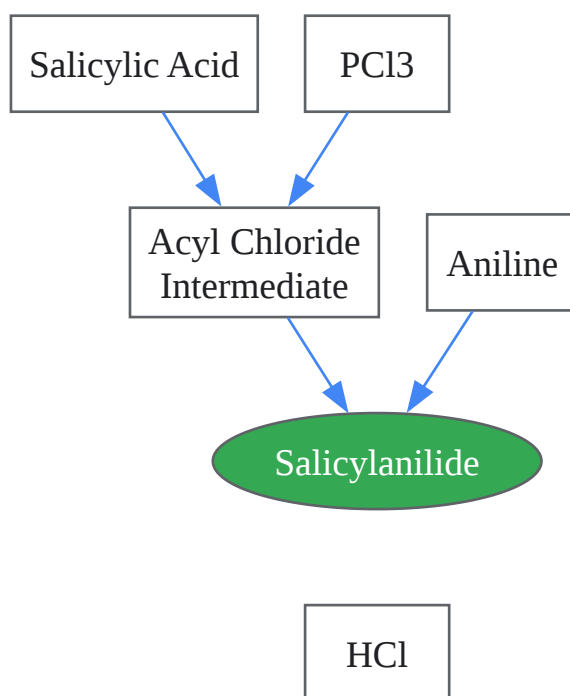 Salicylic Acid
PCl3
Acyl Chloride
Intermediate
Aniline
Salicylanilide
HCl